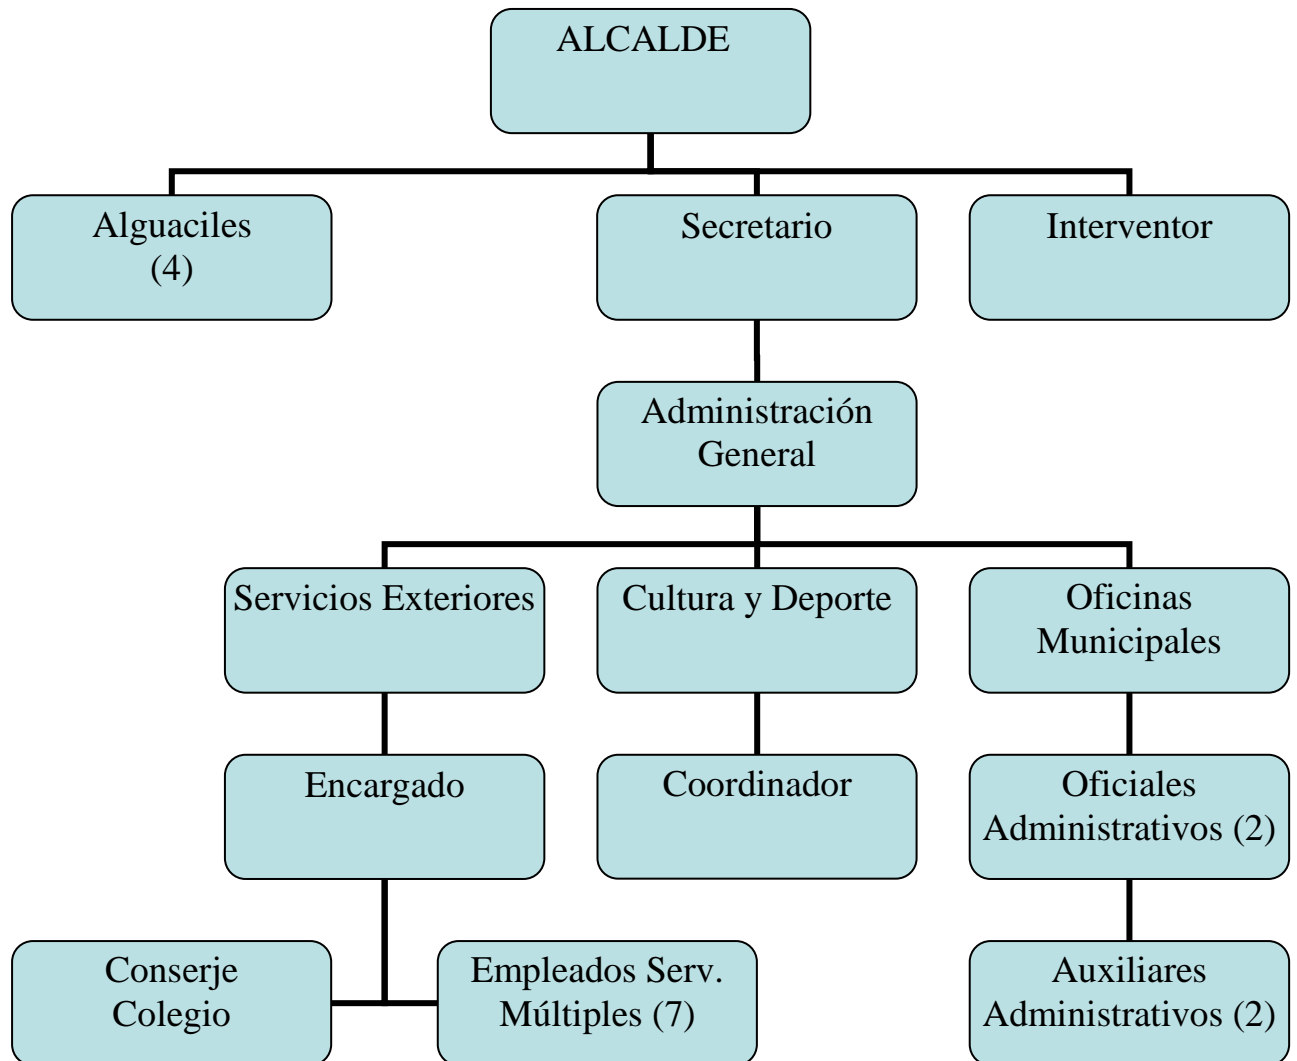 ALCALDE
Alguaciles
(4)
Secretario
Interventor
Administración
General
Servicios Exteriores
Cultura y Deporte
Oficinas
Municipales
Encargado
Coordinador
Oficiales
Administrativos (2)
Conserje
Colegio
Empleados Serv.
Múltiples (7)
Auxiliares
Administrativos (2)